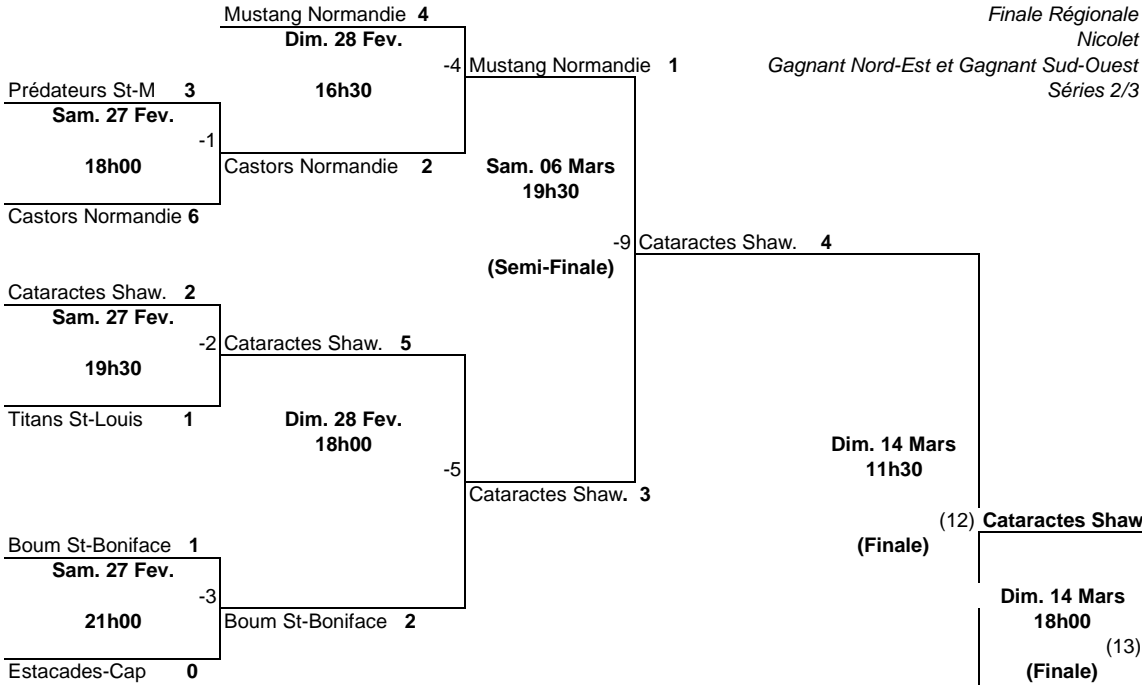 Mustang Normandie 4
Finale Régionale
Dim. 28 Fev.
Nicolet
-4 Mustang Normandie 1
Gagnant Nord-Est et Gagnant Sud-Ouest
Prédateurs St-M 3
16h30
Séries 2/3
Sam. 27 Fev.
-1
18h00
Castors Normandie 2
Sam. 06 Mars
19h30
Castors Normandie 6
-9 Cataractes Shaw. 4
(Semi-Finale)
Cataractes Shaw. 2
Sam. 27 Fev.
-2 Cataractes Shaw. 5
19h30
Titans St-Louis 1
Dim. 28 Fev.
18h00
Dim. 14 Mars
11h30
-5
Cataractes Shaw. 3
(12) Cataractes Shaw
Boum St-Boniface 1
(Finale)
Sam. 27 Fev.
-3
Dim. 14 Mars
21h00
Boum St-Boniface 2
18h00
(13)
Estacades-Cap 0
(Finale)